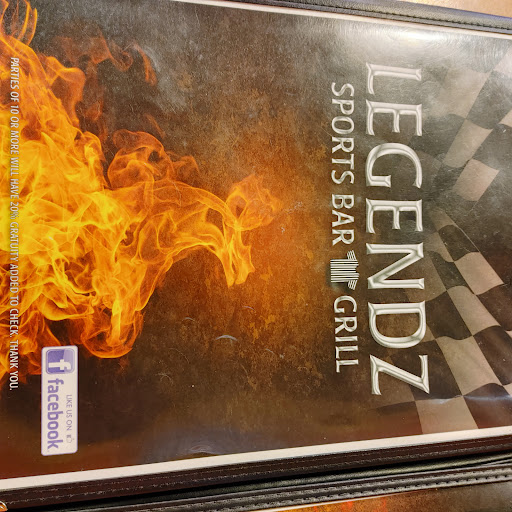 LEGENDZ
SPORTS BAR GRILL
LIKE US ON
facebook
PARTIES OF 10 OR MORE WILL HAVE 20% GRATUITY ADDED TO CHECK. THANK YOU.